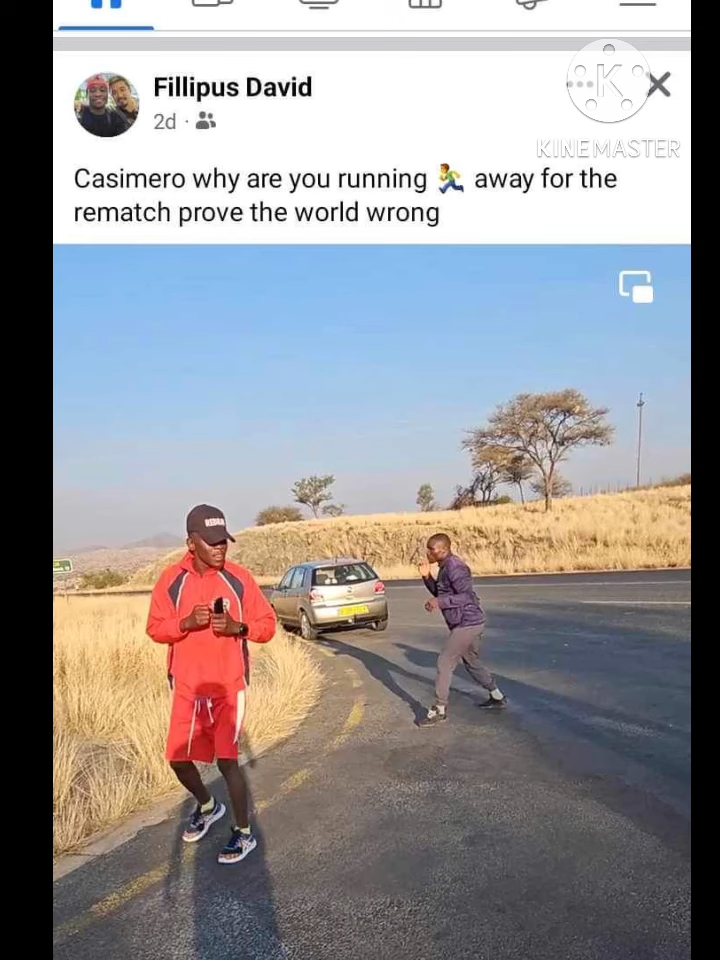 Fillipus David
2d ·
KINEMASTER
Casimero why are you running 🏃‍♂️ away for the
rematch prove the world wrong